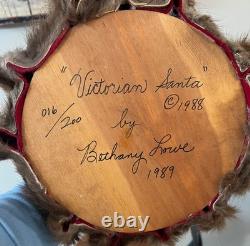 "Victorian Santa"
©1988
016/200
by
Bethany Lowe
1989